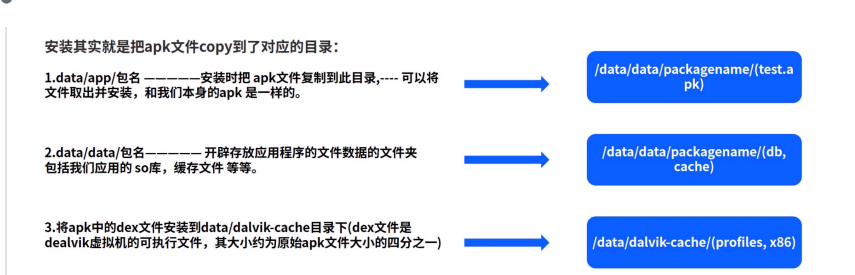 安装其实就是把apk文件copy到了对应的目录：
1.data/app/包名 —————安装时把 apk文件复制到此目录,---- 可以将
文件取出并安装，和我们本身的apk 是一样的。
/data/data/packagename/(test.a
pk)
2.data/data/包名————— 开辟存放应用程序的文件数据的文件夹
包括我们应用的 so库，缓存文件 等等。
/data/data/packagename/(db,
cache)
3.将apk中的dex文件安装到data/dalvik-cache目录下(dex文件是
dealvik虚拟机的可执行文件，其大小约为原始apk文件大小的四分之一)
/data/dalvik-cache/(profiles, x86)